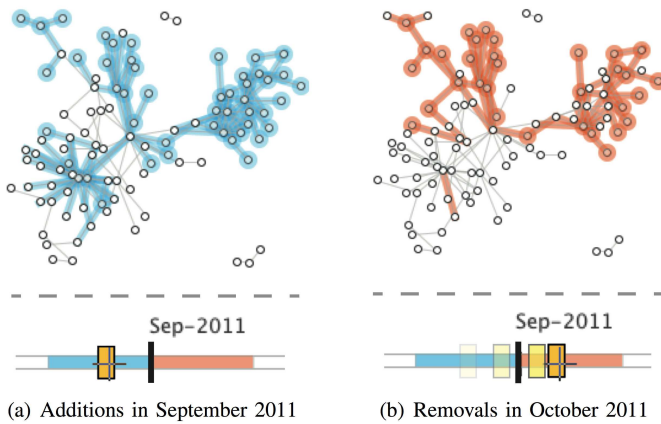 Sep-2011
Sep-2011
(a) Additions in September 2011
(b) Removals in October 2011